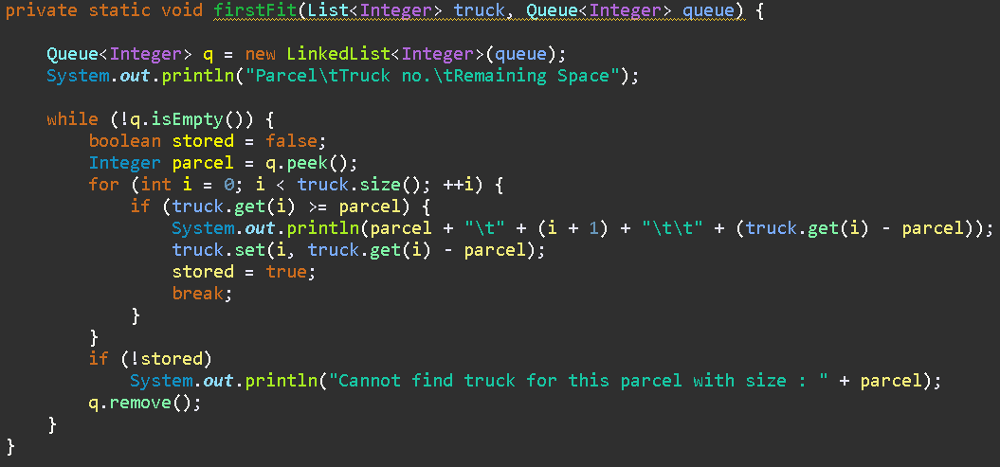 private static void firstFit(List<Integer> truck, Queue<Integer> queue) {
Queue<Integer> q = new LinkedList<Integer>(queue);
System.out.println("Parcel\tTruck no.\tRemaining Space");
while (!q.isEmpty()) {
boolean stored = false;
Integer parcel = q.peek();
for (int i = 0; i < truck.size(); ++i) {
if (truck.get(i) >= parcel) {
System.out.println(parcel + "\t" + (i + 1) + "\t\t" + (truck.get(i) - parcel));
truck.set(i, truck.get(i) - parcel);
stored = true;
break;
}
}
if (!stored)
System.out.println("Cannot find truck for this parcel with size : " + parcel);
q.remove();
}
}